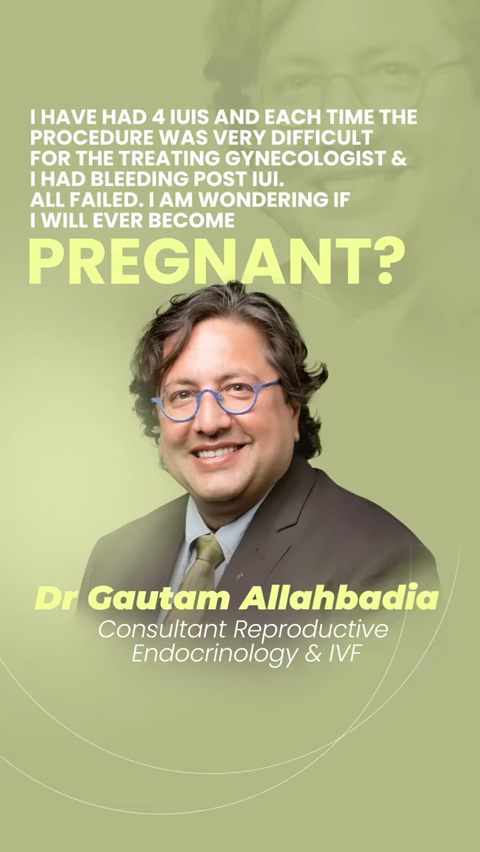 I HAVE HAD 4 IUIS AND EACH TIME THE
PROCEDURE WAS VERY DIFFICULT
FOR THE TREATING GYNECOLOGIST &
I HAD BLEEDING POST IUI.
ALL FAILED. I AM WONDERING IF
I WILL EVER BECOME
PREGNANT?
Dr Gautam Allahbadia
Consultant Reproductive
Endocrinology & IVF